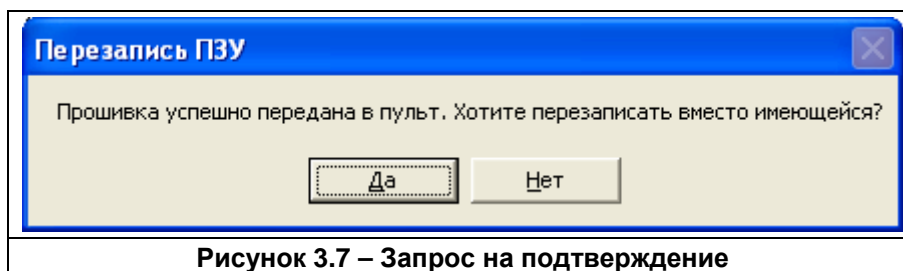 Перезапись ПЗУ
Прошивка успешно передана в пульт. Хотите перезаписать вместо имеющейся?
Да
Нет
Рисунок 3.7 – Запрос на подтверждение